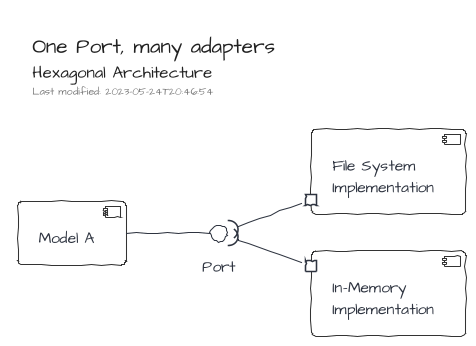 One Port, many adapters
Hexagonal Architecture
Last modified: 2023-05-24T20:46:54
File System
Implementation
Model A
Port
In-Memory
Implementation